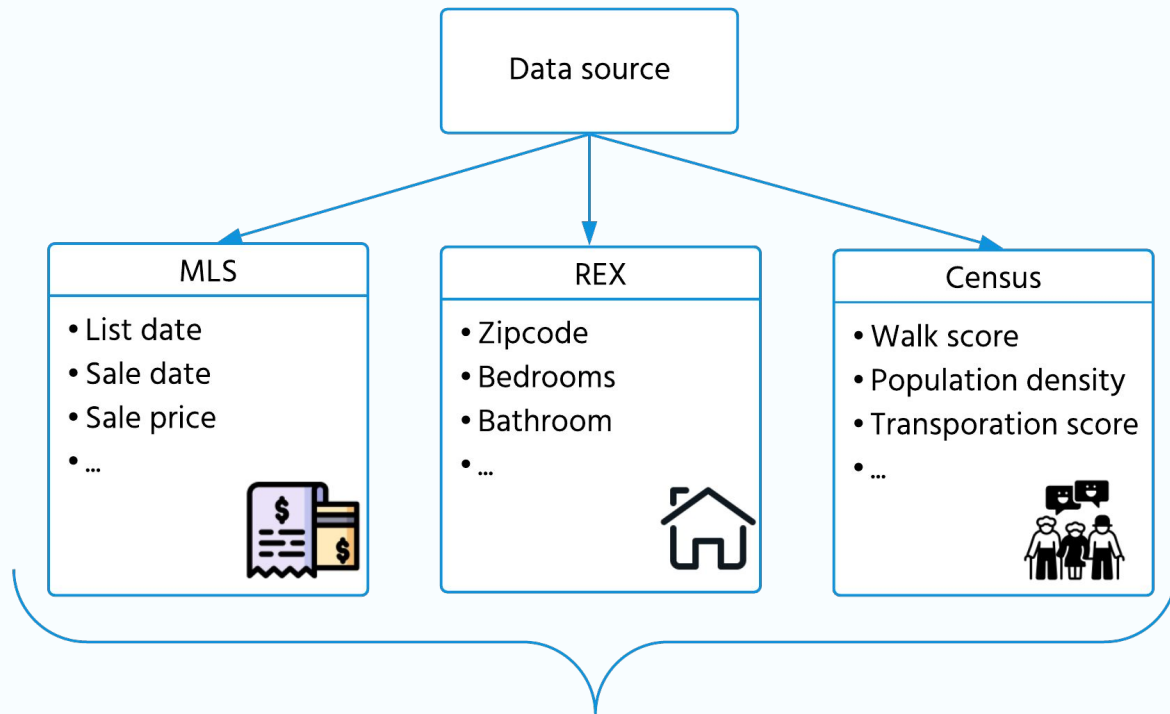 Data source
MLS
• List date
• Sale date
• Sale price
• ...
$
$
REX
• Zipcode
• Bedrooms
• Bathroom
• ...
Census
• Walk score
• Population density
• Transporation score
• ...